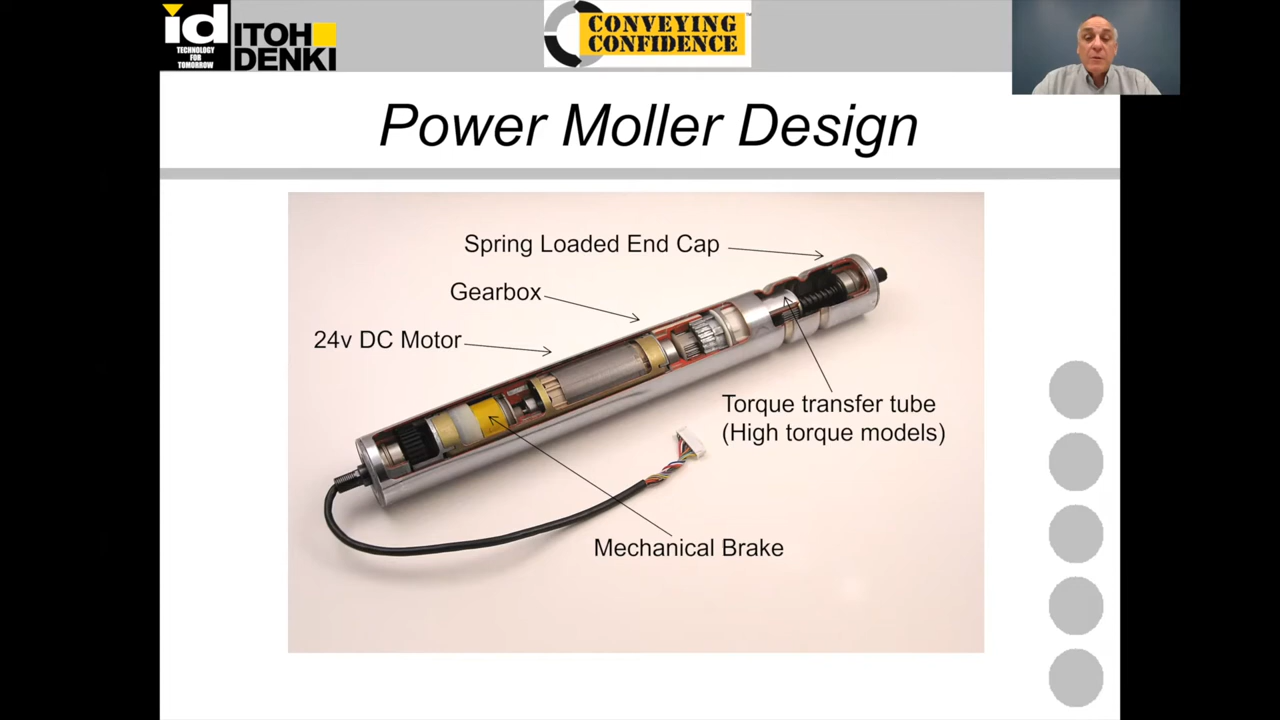 id
TECHNOLOGY
FOR
TOMORROW
ITOH
DENKI
CONVEYING
CONFIDENCE
Power Moller Design
Spring Loaded End Cap
Gearbox
24v DC Motor
Torque transfer tube
(High torque models)
Mechanical Brake